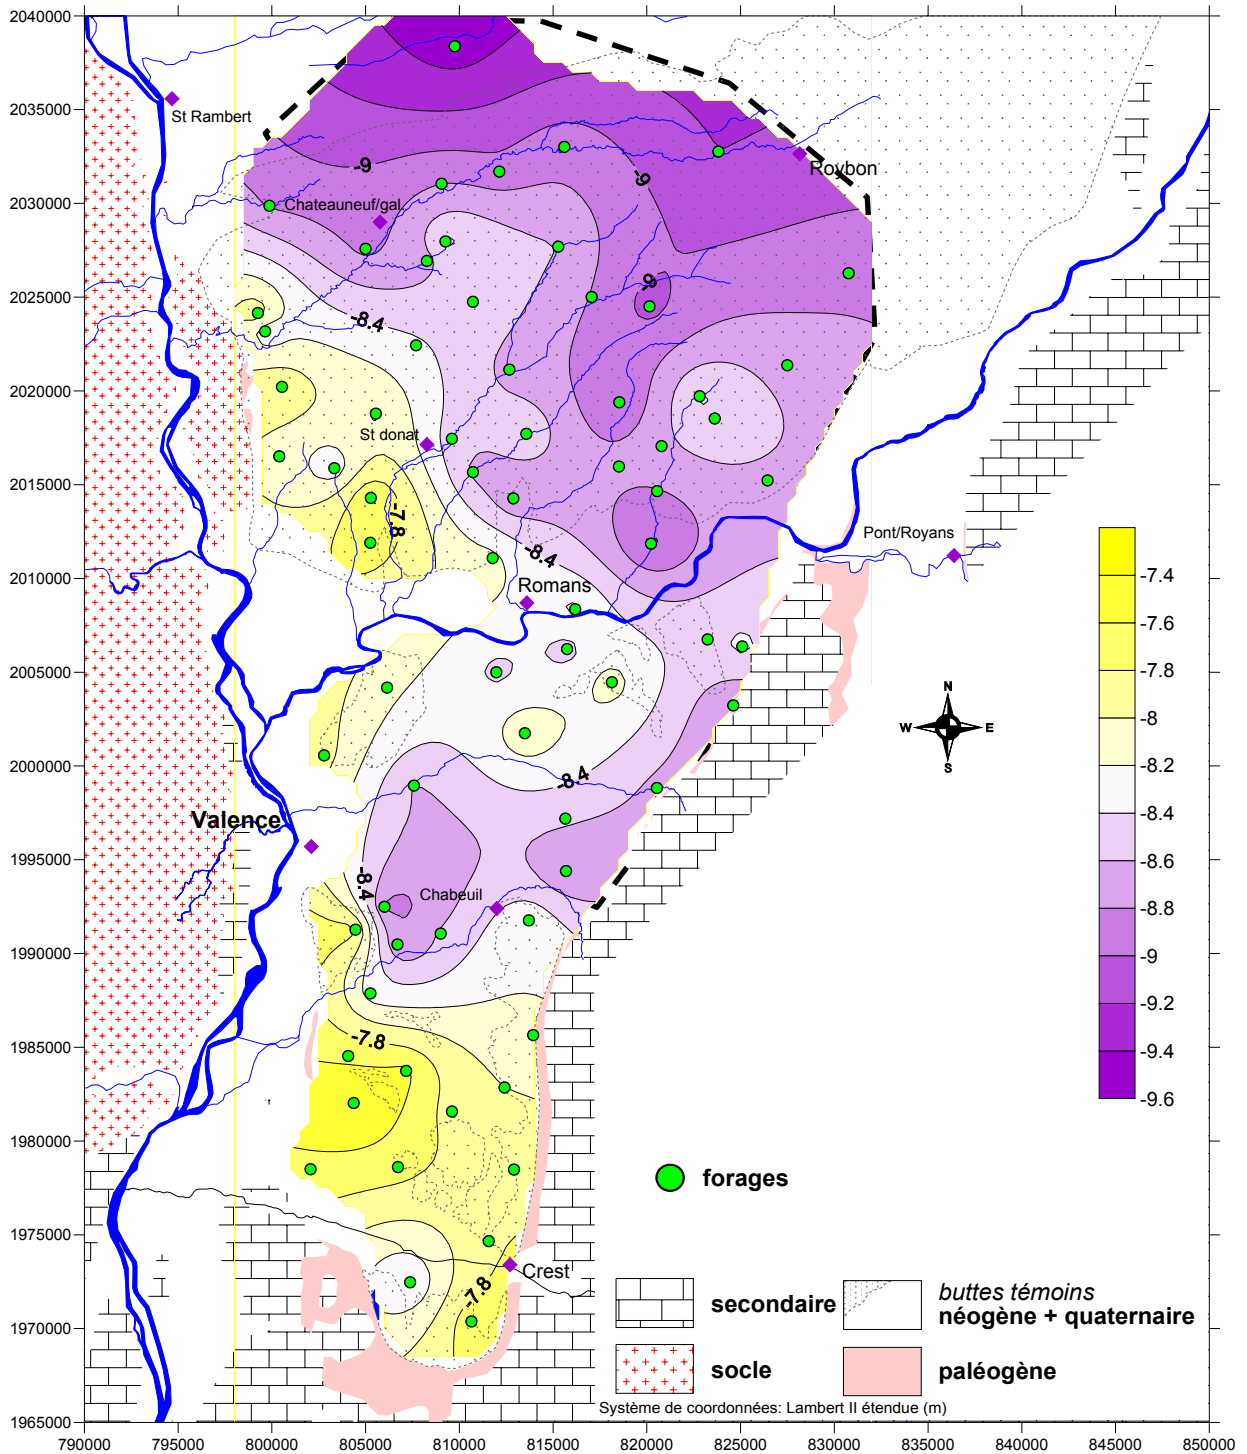 2040000
2035000
2030000
2025000
2020000
2015000
2010000
2005000
2000000
1995000
1990000
1985000
1980000
1975000
1970000
1965000
St Rambert
Roybon
-9
-9
Chateauneuf/gal
-9
-8.4
St donat
-7.8
-8.4
Pont/Royans
Romans
N
W E
S
-8.4
Valence
-8.4
Chabeuil
-7.8
Crest
-7.8
-7.4
-7.6
-7.8
-8
-8.2
-8.4
-8.6
-8.8
-9
-9.2
-9.4
-9.6
forages
secondaire
buttes témoins
néogène + quaternaire
socle
paléogène
Système de coordonnées: Lambert II étendue (m)
790000 795000 800000 805000 810000 815000 820000 825000 830000 835000 840000 845000 850000